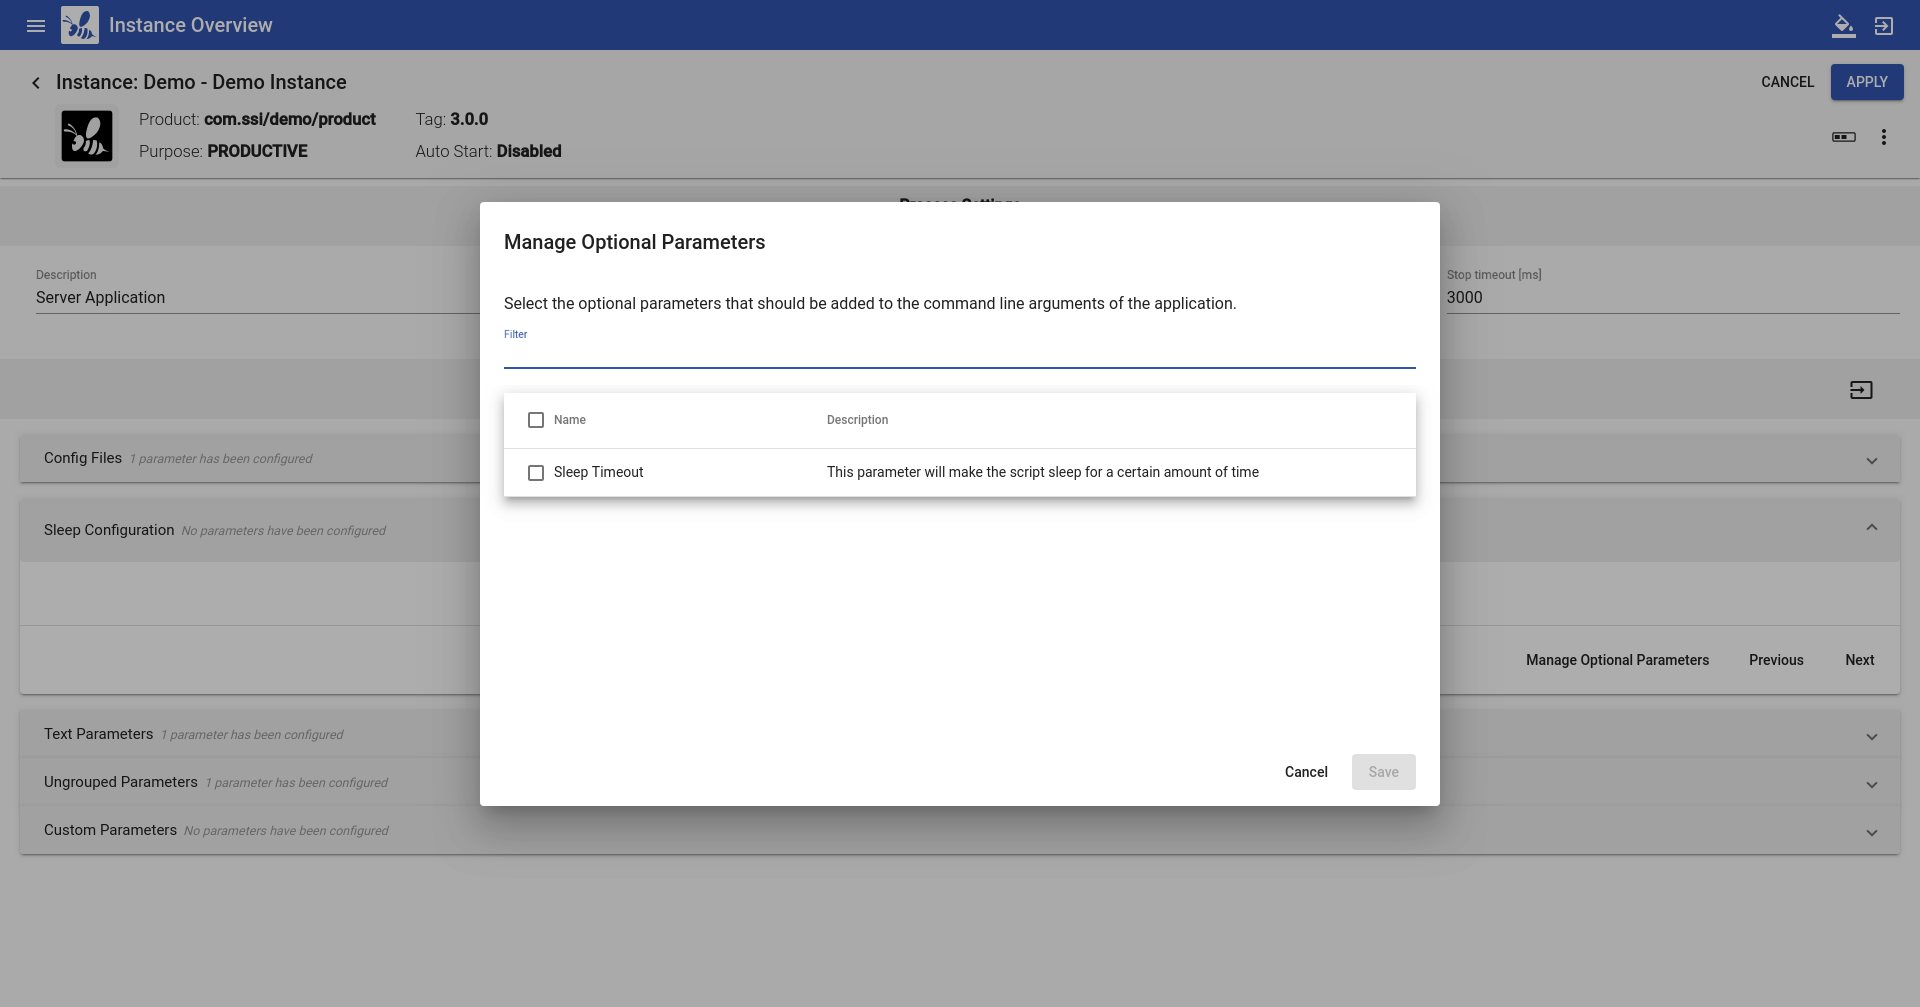 Instance Overview
Instance: Demo - Demo Instance
CANCEL
APPLY
Product: com.ssi/demo/product
Tag: 3.0.0
Purpose: PRODUCTIVE
Auto Start: Disabled
Description
Server Application
Stop timeout [ms]
3000
Manage Optional Parameters
Select the optional parameters that should be added to the command line arguments of the application.
Filter
Name Description
Sleep Timeout This parameter will make the script sleep for a certain amount of time
Cancel Save
Config Files 1 parameter has been configured
Sleep Configuration No parameters have been configured
Manage Optional Parameters Previous Next
Text Parameters 1 parameter has been configured
Ungrouped Parameters 1 parameter has been configured
Custom Parameters No parameters have been configured